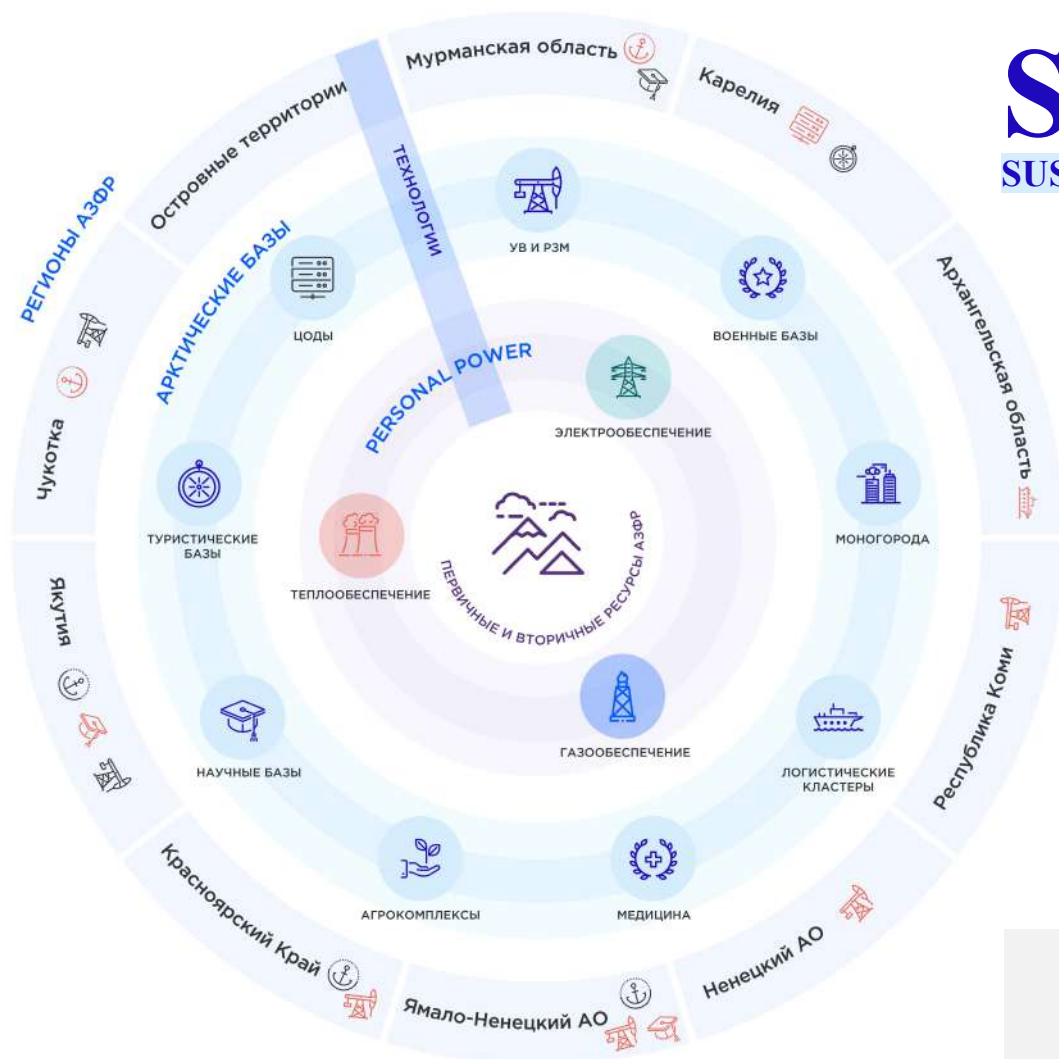 Мурманская область
Карелия
Архангельская область
Республика Коми
Ненецкий АО
Ямало-Ненецкий АО
Красноярский Край
Якутия
Чукотка
Островные территории
РЕГИОНЫ АЗФР
АРКТИЧЕСКИЕ БАЗЫ
ТЕХНОЛОГИИ
PERSONAL POWER
УВ И РЗМ
ВОЕННЫЕ БАЗЫ
МОНОГОРОДА
ЛОГИСТИЧЕСКИЕ
КЛАСТЕРЫ
МЕДИЦИНА
АГРОКОМПЛЕКСЫ
НАУЧНЫЕ БАЗЫ
ТУРИСТИЧЕСКИЕ
БАЗЫ
ЦОДЫ
ЭЛЕКТРООБЕСПЕЧЕНИЕ
ГАЗООБЕСПЕЧЕНИЕ
ТЕПЛООБЕСПЕЧЕНИЕ
ПЕРВИЧНЫЕ И ВТОРИЧНЫЕ РЕСУРСЫ АЗФР
S
SUS